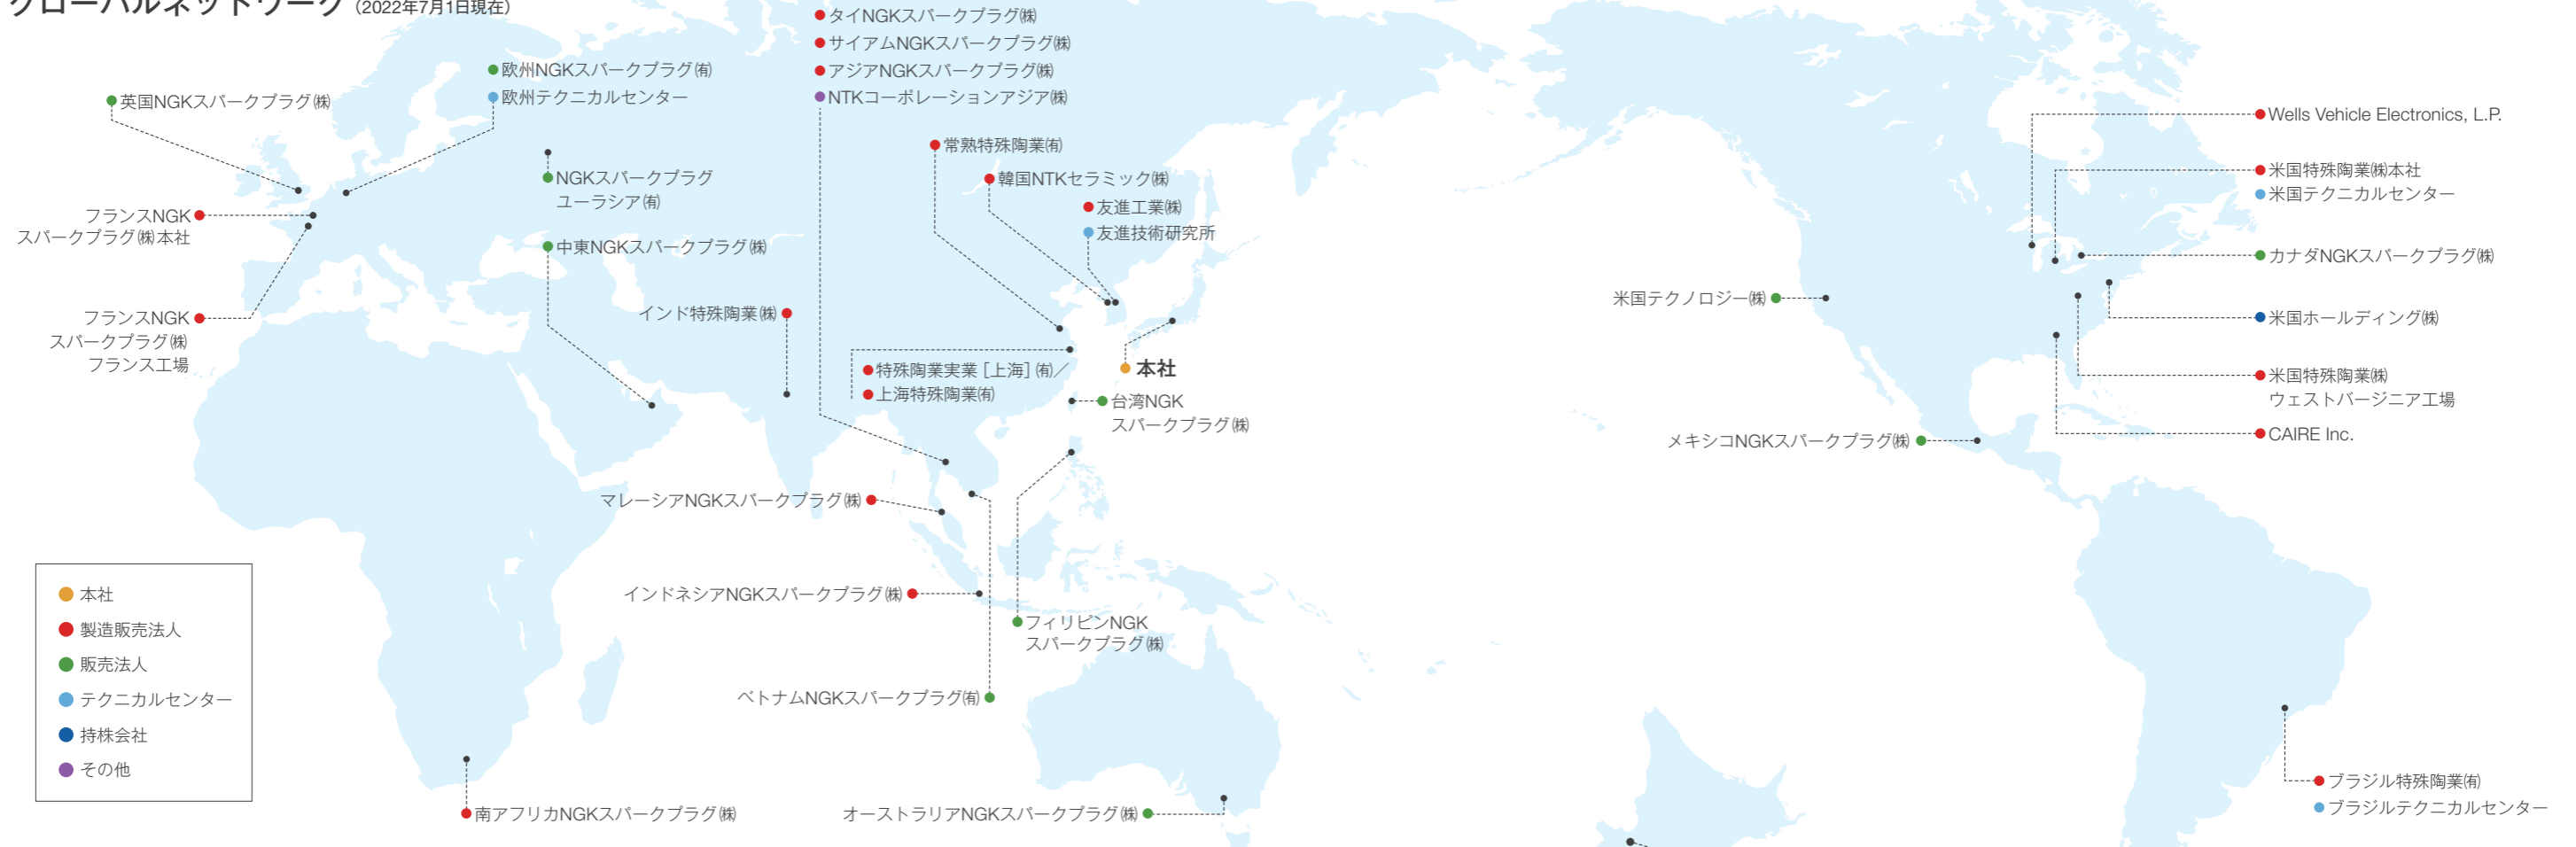 グローバルネットワーク（2022年7月1日現在）
タイNGKスパークプラグ㈱
サイアムNGKスパークプラグ㈱
アジアNGKスパークプラグ㈱
NTKコーポレーションアジア㈱
欧州NGKスパークプラグ㈲
欧州テクニカルセンター
英国NGKスパークプラグ㈱
NGKスパークプラグ
ユーラシア㈲
フランスNGK
スパークプラグ㈱本社
中東NGKスパークプラグ㈱
フランスNGK
スパークプラグ㈱
フランス工場
インド特殊陶業㈱
常熟特殊陶業㈲
韓国NTKセラミック㈱
友進工業㈱
友進技術研究所
特殊陶業実業［上海］㈲／
上海特殊陶業㈲
本社
台湾NGK
スパークプラグ㈱
マレーシアNGKスパークプラグ㈱
インドネシアNGKスパークプラグ㈱
フィリピンNGK
スパークプラグ㈱
ベトナムNGKスパークプラグ㈲
南アフリカNGKスパークプラグ㈱
オーストラリアNGKスパークプラグ㈱
米国テクノロジー㈱
メキシコNGKスパークプラグ㈱
Wells Vehicle Electronics, L.P.
米国特殊陶業㈱本社
米国テクニカルセンター
カナダNGKスパークプラグ㈱
米国ホールディング㈱
米国特殊陶業㈱
ウェストバージニア工場
CAIRE Inc.
ブラジル特殊陶業㈲
ブラジルテクニカルセンター
本社
製造販売法人
販売法人
テクニカルセンター
持株会社
その他